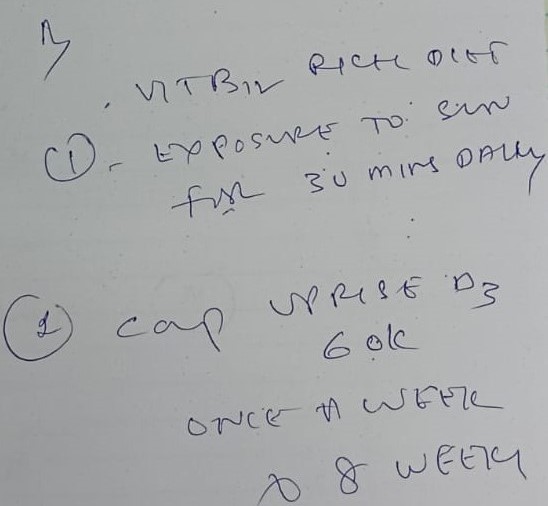 . VIT B12 RICH DIET
① - EXPOSURE TO SUN
for 30 MINS DAILY
② Cap UPRISE D3
60K
ONCE A WEEK
x 8 WEEKS